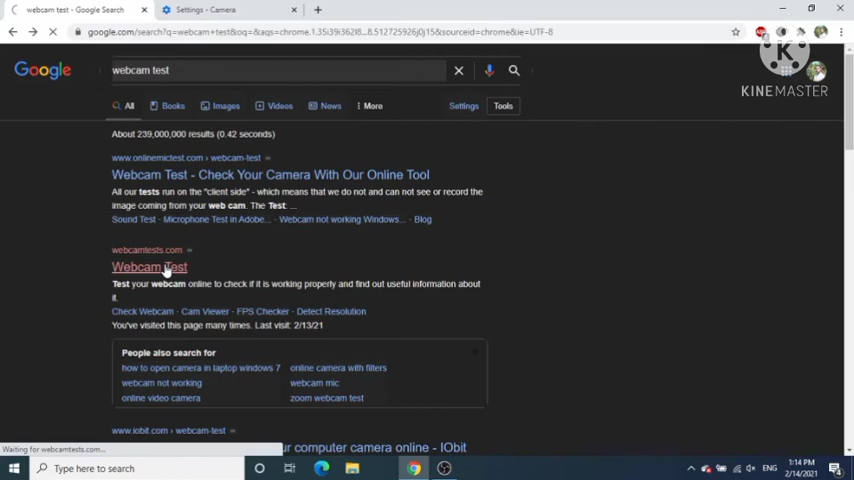 webcam test - Google Search
Settings - Camera
google.com/search?q=webcam+test&oq=&aqs=chrome.1.35i39i362l8...8.512725926j0j15&sourceid=chrome&ie=UTF-8
KINEMASTER
Google
webcam test
All Books Images Videos News More Settings Tools
About 239,000,000 results (0.42 seconds)
www.onlinemictest.com › webcam-test
Webcam Test - Check Your Camera With Our Online Tool
All our tests run on the "client side" - which means that we do not and can not see or record the
image coming from your web cam. The Test: ...
Sound Test · Microphone Test in Adobe... · Webcam not working Windows... · Blog
webcamtests.com
Webcam Test
Test your webcam online to check if it is working properly and find out useful information about
it.
Check Webcam · Cam Viewer · FPS Checker · Detect Resolution
You've visited this page many times. Last visit: 2/13/21
People also search for
how to open camera in laptop windows 7 online camera with filters
webcam not working webcam mic
online video camera zoom webcam test
www.iobit.com › webcam-test
ur computer camera online - IObit
Waiting for webcamtests.com...
Type here to search
ENG
1:14 PM
2/14/2021
4